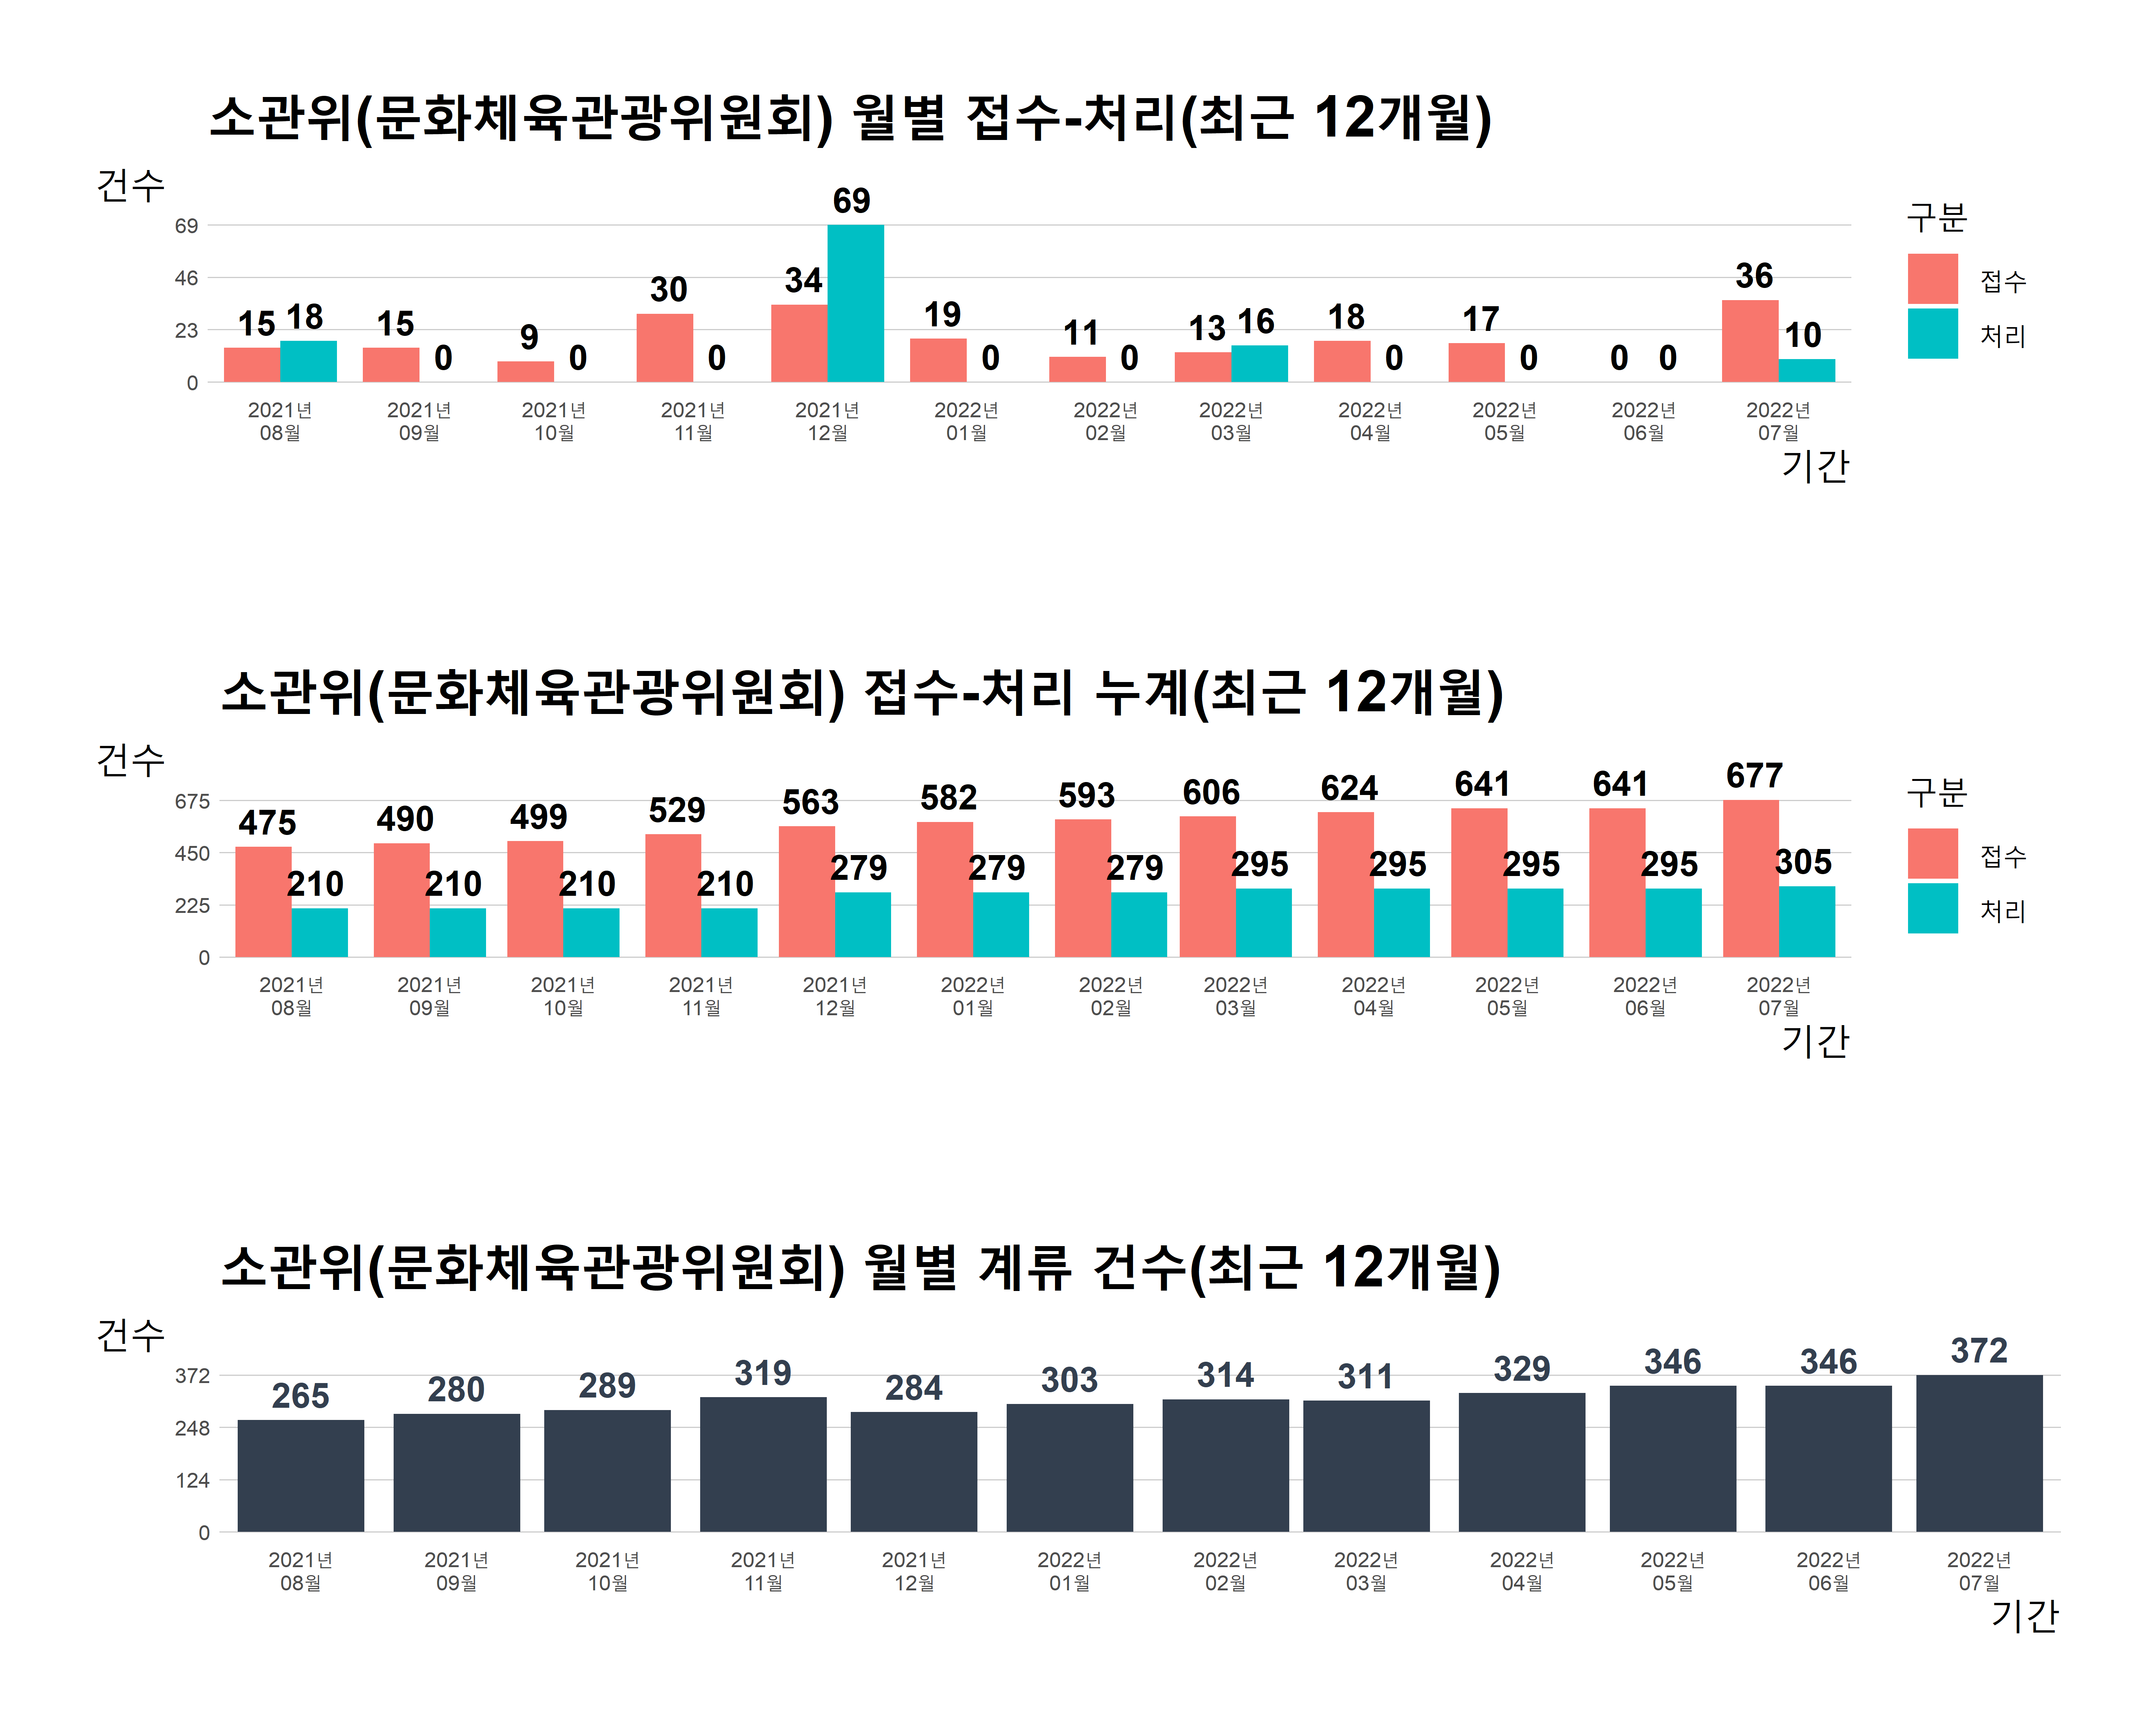 소관위(문화체육관광위원회) 월별 접수-처리(최근 12개월)
건수
69
46
23
0
15 18 15 0 9 0 30 0 34 69 19 0 11 0 13 16 18 0 17 0 0 0 36 10
2021년 2021년 2021년 2021년 2021년 2022년 2022년 2022년 2022년 2022년 2022년 2022년
08월 09월 10월 11월 12월 01월 02월 03월 04월 05월 06월 07월
기간
구분
접수
처리
소관위(문화체육관광위원회) 접수-처리 누계(최근 12개월)
건수
675
450
225
0
475 210 490 210 499 210 529 210 563 279 582 279 593 279 606 295 624 295 641 295 641 295 677 305
2021년 2021년 2021년 2021년 2021년 2022년 2022년 2022년 2022년 2022년 2022년 2022년
08월 09월 10월 11월 12월 01월 02월 03월 04월 05월 06월 07월
기간
구분
접수
처리
소관위(문화체육관광위원회) 월별 계류 건수(최근 12개월)
건수
372
248
124
0
265 280 289 319 284 303 314 311 329 346 346 372
2021년 2021년 2021년 2021년 2021년 2022년 2022년 2022년 2022년 2022년 2022년 2022년
08월 09월 10월 11월 12월 01월 02월 03월 04월 05월 06월 07월
기간